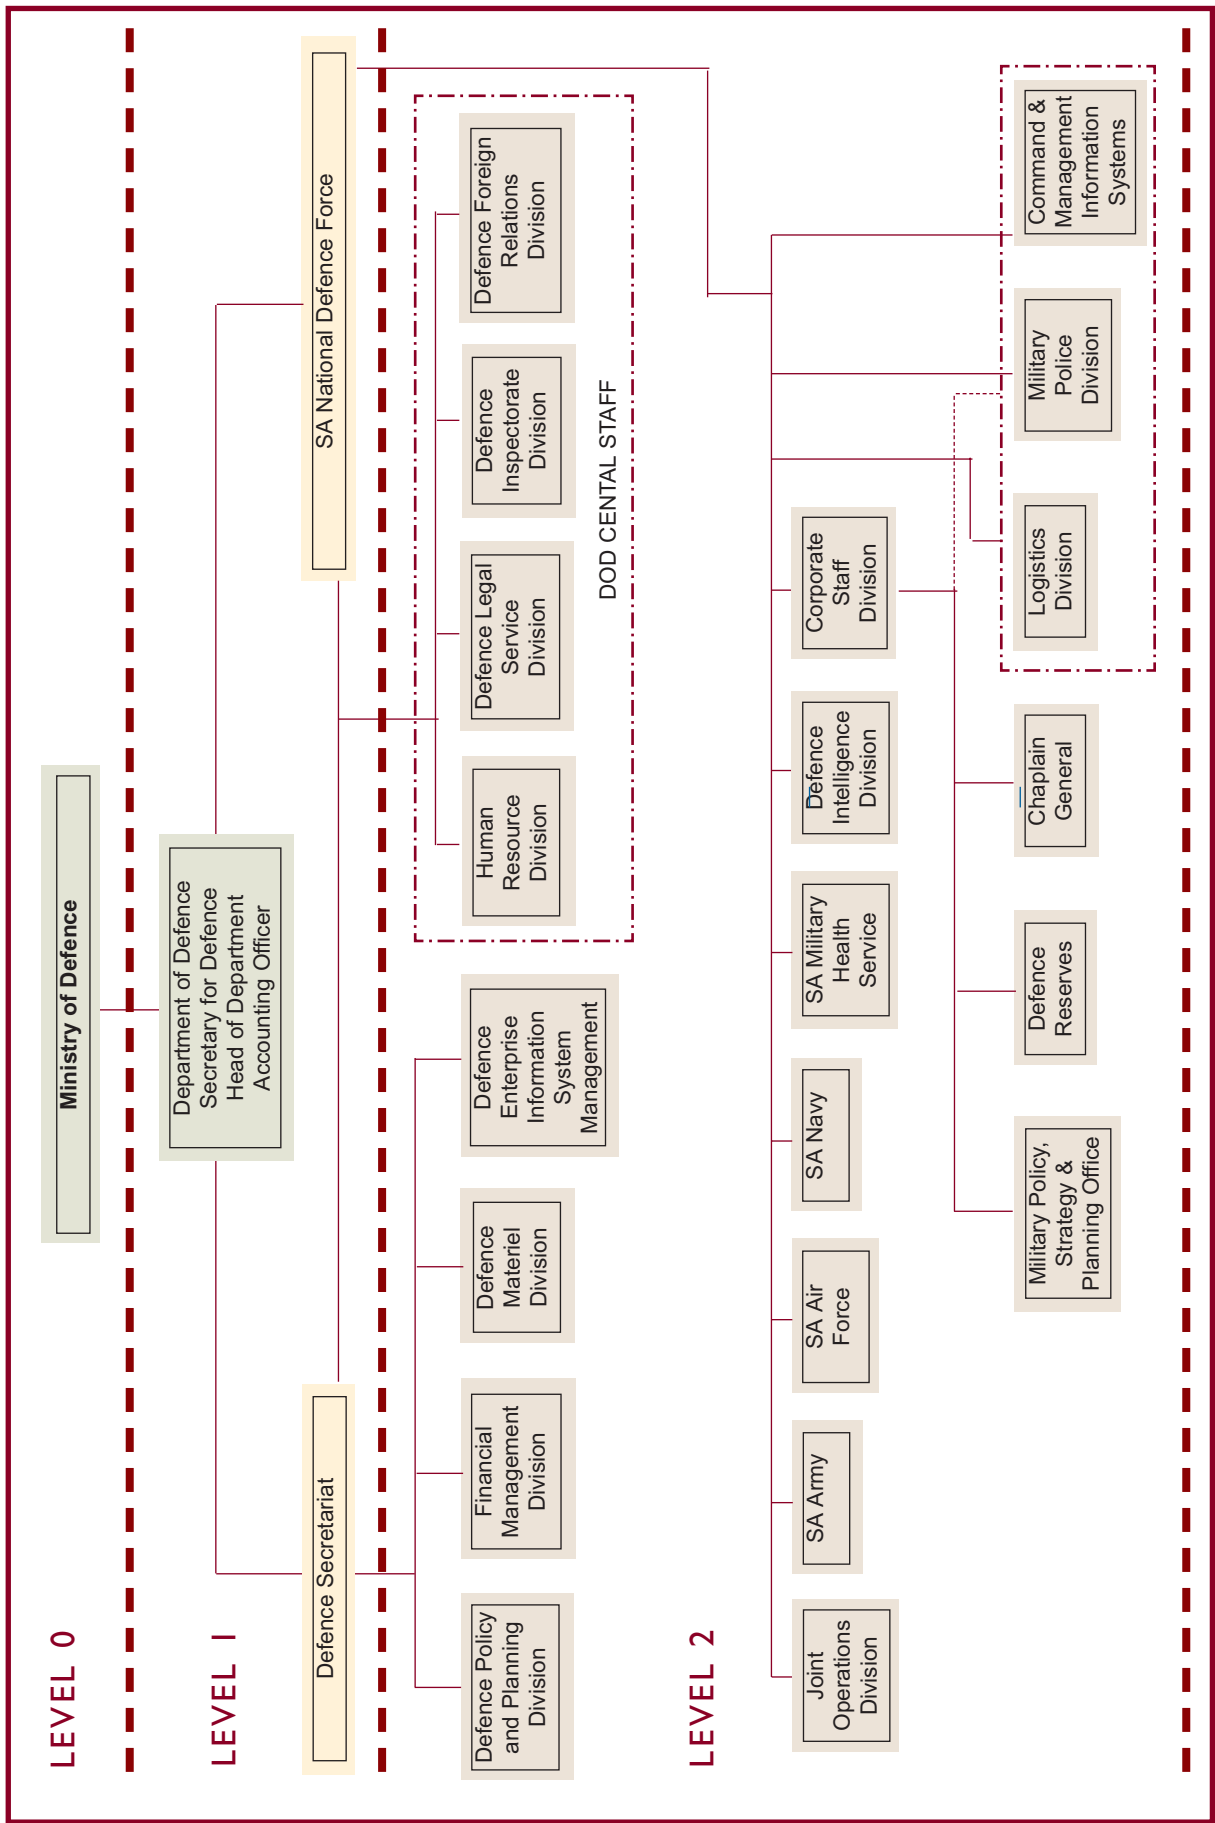 LEVEL 0
Ministry of Defence
LEVEL I
Department of Defence
Secretary for Defence
Head of Department
Accounting Officer
Defence Secretariat
SA National Defence Force
LEVEL 2
Defence Policy
and Planning
Division
Financial
Management
Division
Defence
Materiel
Division
Defence
Enterprise
Information
System
Management
Human
Resource
Division
Defence Legal
Service
Division
Defence
Inspectorate
Division
Defence Foreign
Relations
Division
DOD CENTAL STAFF
Joint
Operations
Division
SA Army
SA Air
Force
SA Navy
SA Military
Health
Service
Defence
Intelligence
Division
Corporate
Staff
Division
Military Policy,
Strategy &
Planning Office
Defence
Reserves
Chaplain
General
Logistics
Division
Military
Police
Division
Command &
Management
Information
Systems